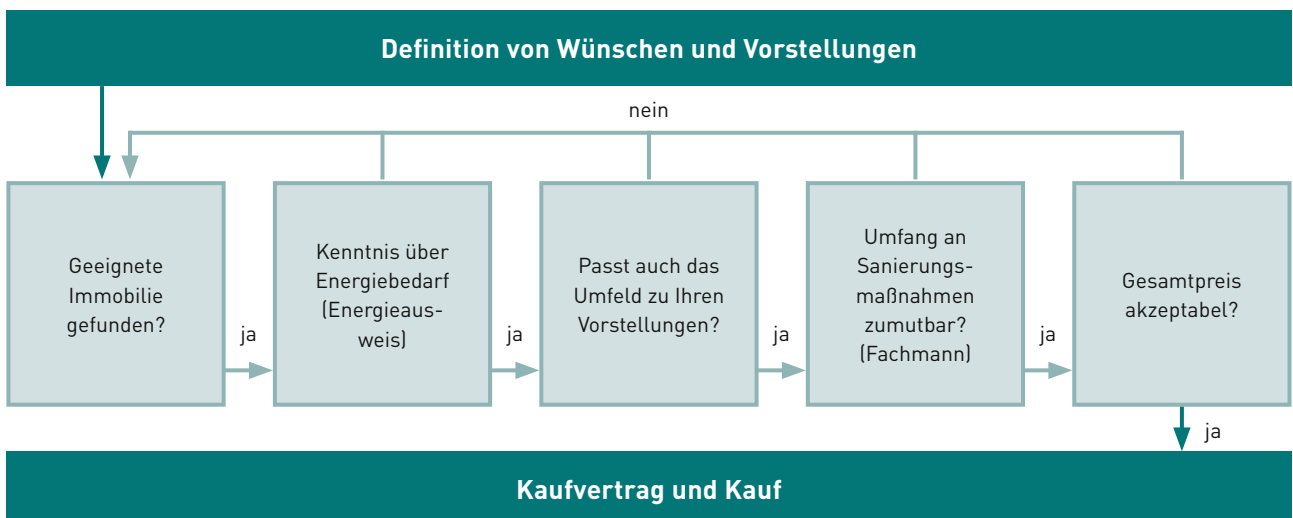 Definition von Wünschen und Vorstellungen
nein
Geeignete
Immobilie
gefunden?
ja
Kenntnis über
Energiebedarf
(Energieaus-
weis)
ja
Passt auch das
Umfeld zu Ihren
Vorstellungen?
ja
Umfang an
Sanierungs-
maßnahmen
zumutbar?
(Fachmann)
ja
Gesamtpreis
akzeptabel?
ja
Kaufvertrag und Kauf